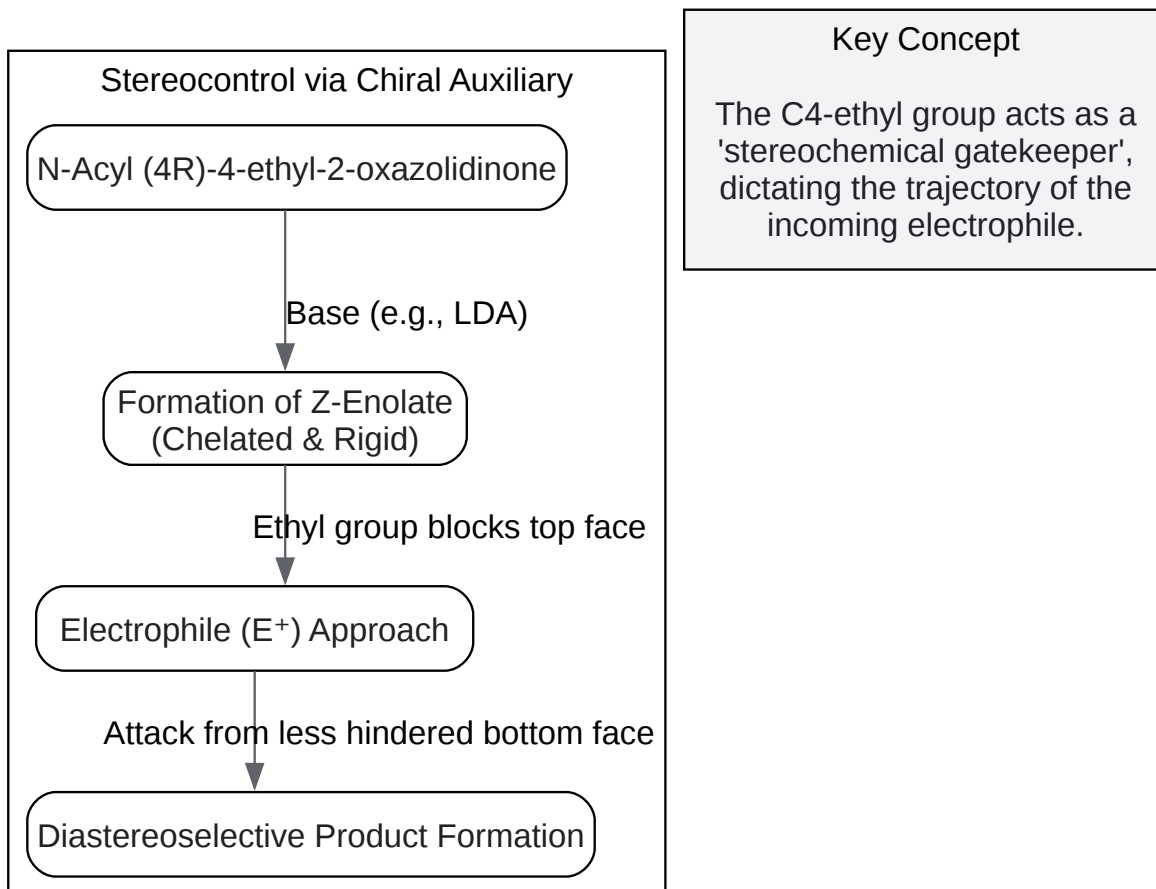 Stereocontrol via Chiral Auxiliary
N-Acyl (4R)-4-ethyl-2-oxazolidinone
Base (e.g., LDA)
Formation of Z-Enolate
(Chelated & Rigid)
Ethyl group blocks top face
Electrophile (E⁺) Approach
Attack from less hindered bottom face
Diastereoselective Product Formation
Key Concept
The C4-ethyl group acts as a
'stereochemical gatekeeper',
dictating the trajectory of the
incoming electrophile.